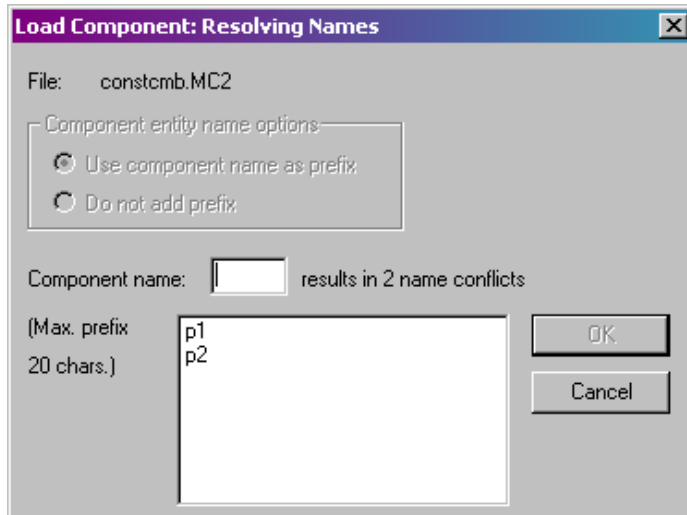 Load Component: Resolving Names
File: constcmb.MC2
Component entity name options
Use component name as prefix
Do not add prefix
Component name: results in 2 name conflicts
(Max. prefix
20 chars.)
p1
p2
OK
Cancel